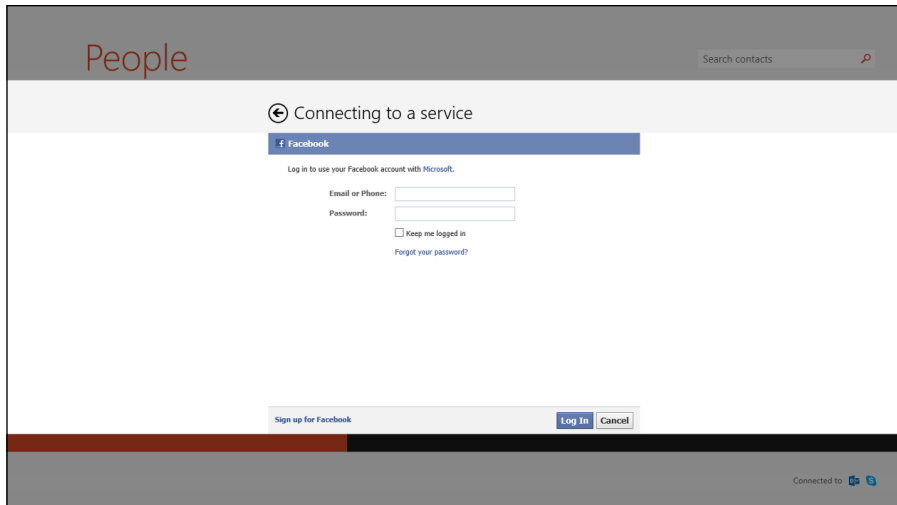 People
Search contacts
Connecting to a service
Facebook
Log in to use your Facebook account with Microsoft.
Email or Phone:
Password:
Keep me logged in
Forgot your password?
Sign up for Facebook
Log In Cancel
Connected to